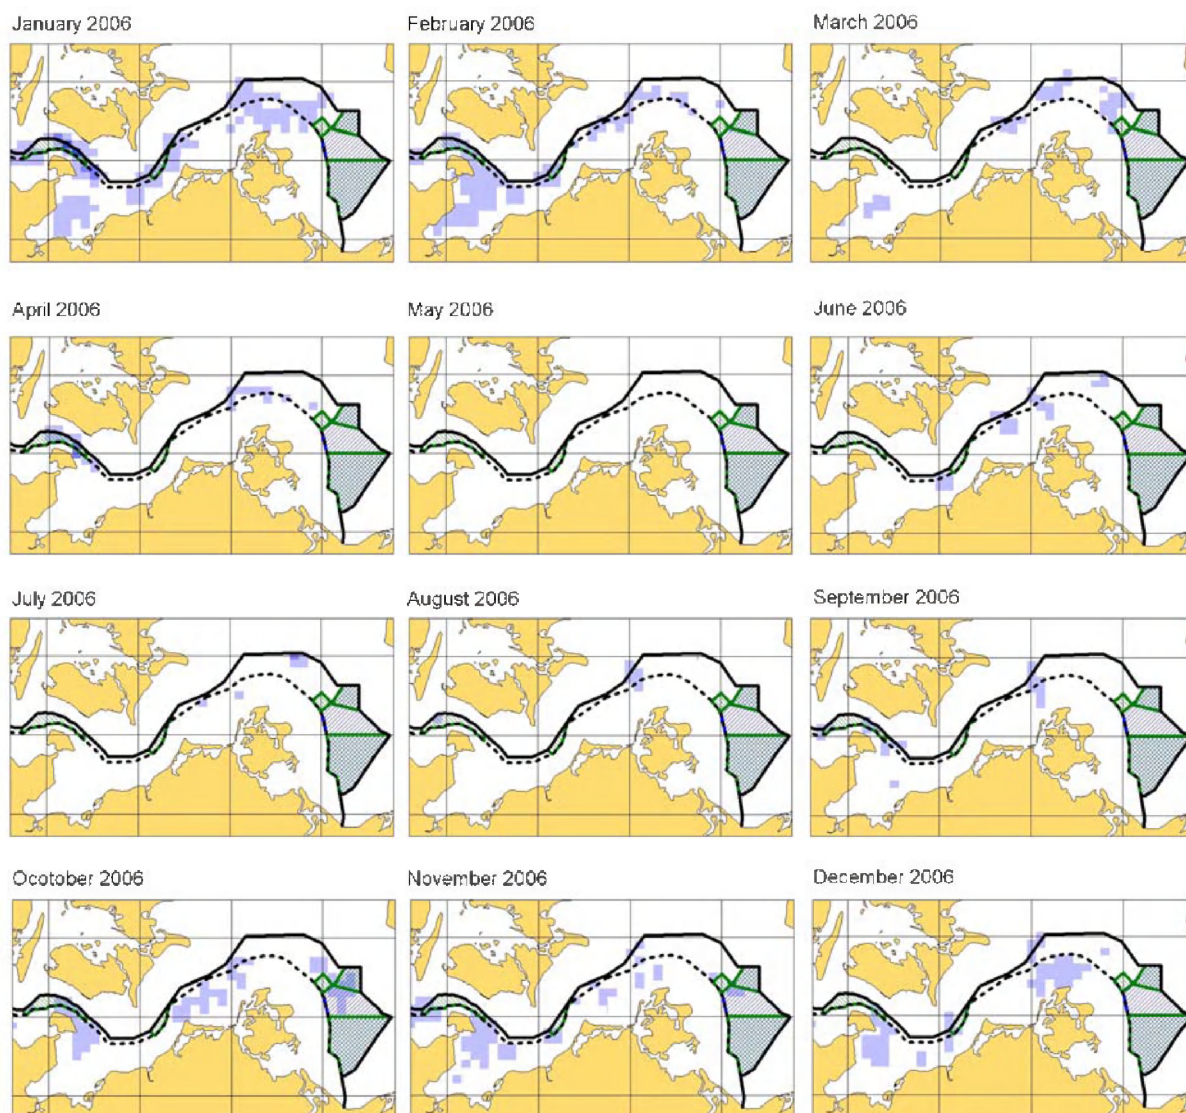 January 2006
February 2006
March 2006
April 2006
May 2006
June 2006
July 2006
August 2006
September 2006
Ocotober 2006
November 2006
December 2006